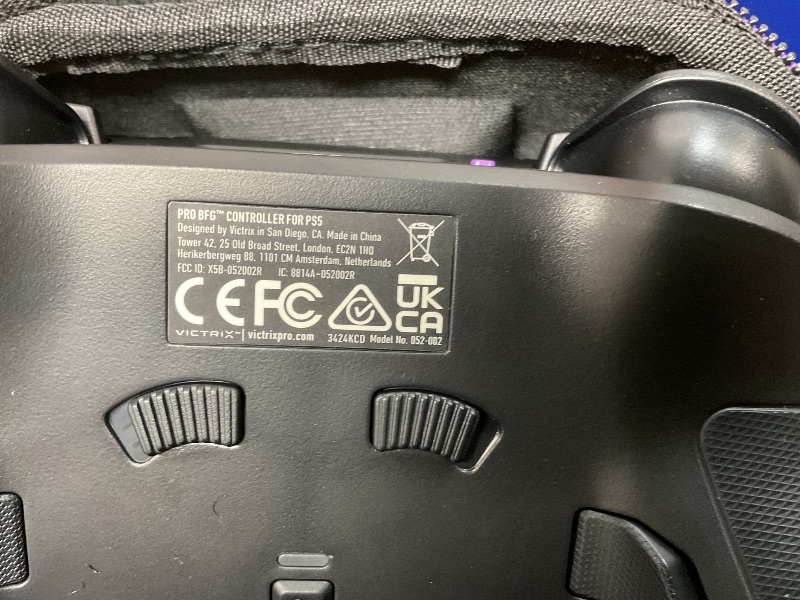 PRO BFG™ CONTROLLER FOR PS5
Designed by Victrix in San Diego, CA. Made in China
Tower 42, 25 Old Broad Street, London, EC2N 1HQ
Herikerbergweg 88, 1101 CM Amsterdam, Netherlands
FCC ID: X5B-052002R IC: 8814A-052002R
CE FC UK
CA
VICTRIX™ | victrixpro.com 3424KCD Model No. 052-002